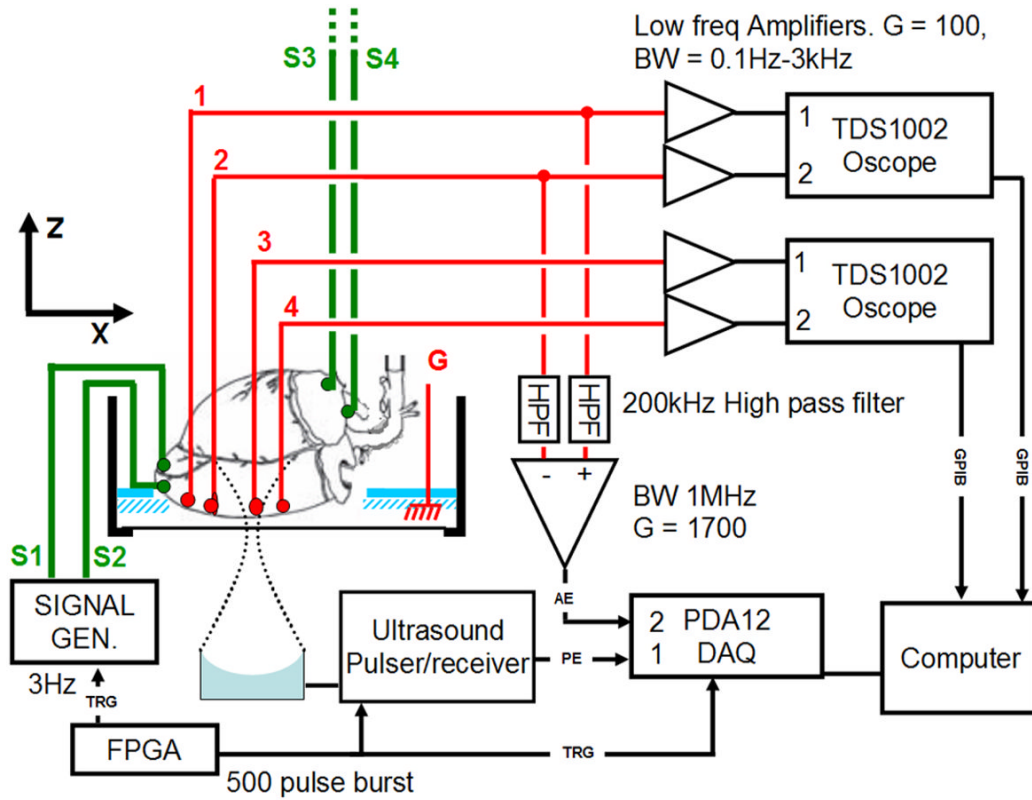 Low freq Amplifiers. G = 100,
BW = 0.1Hz-3kHz
S3
S4
1
2
3
4
1
2
TDS1002
Oscope
1
2
TDS1002
Oscope
Z
X
G
HPF
HPF
200kHz High pass filter
GPIB
GPIB
-
+
BW 1MHz
G = 1700
S1
S2
SIGNAL
GEN.
AE
Ultrasound
Pulser/receiver
PE
2
1
PDA12
DAQ
Computer
3Hz
TRG
FPGA
TRG
500 pulse burst